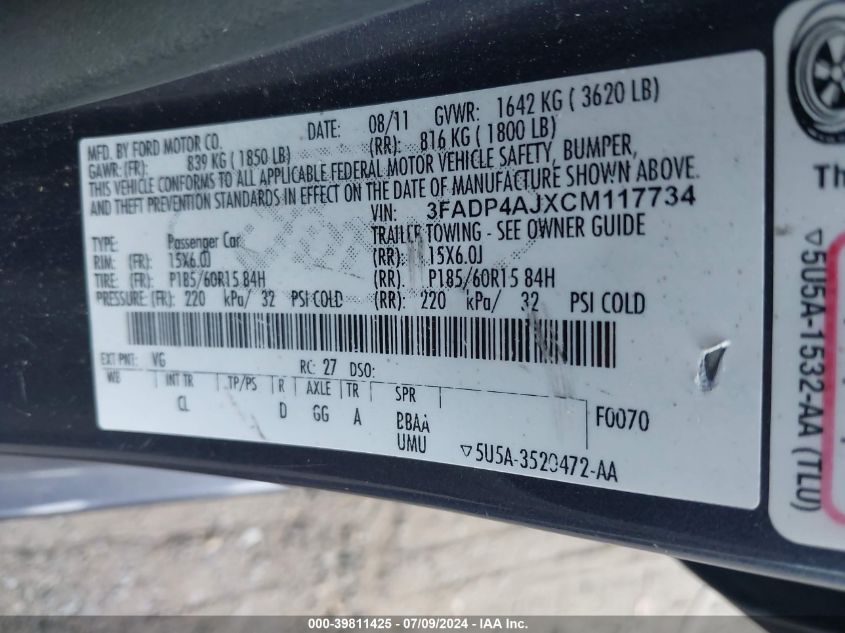 MFD. BY FORD MOTOR CO.
DATE: 08/11 GVWR: 1642 KG ( 3620 LB)
GAWR: (FR): 839 KG ( 1850 LB) (RR): 816 KG ( 1800 LB)
THIS VEHICLE CONFORMS TO ALL APPLICABLE FEDERAL MOTOR VEHICLE SAFETY, BUMPER,
AND THEFT PREVENTION STANDARDS IN EFFECT ON THE DATE OF MANUFACTURE SHOWN ABOVE.
VIN: 3FADP4AJXCM117734
TYPE: Passenger Car TRAILER TOWING - SEE OWNER GUIDE
RIM: (FR): 15X6.0J (RR): 15X6.0J
TIRE: (FR): P185/60R15 84H (RR): P185/60R15 84H
PRESSURE: (FR): 220 kPa/ 32 PSI COLD (RR): 220 kPa/ 32 PSI COLD
EXT PNT: VG RC: 27 DSO:
WB INT TR TP/PS R AXLE TR SPR F0070
CL D GG A BBAA
UMU ▽5U5A-3520472-AA
Th
▽5U5A-1532-AA (TL0)
000-39811425 - 07/09/2024 - IAA Inc.